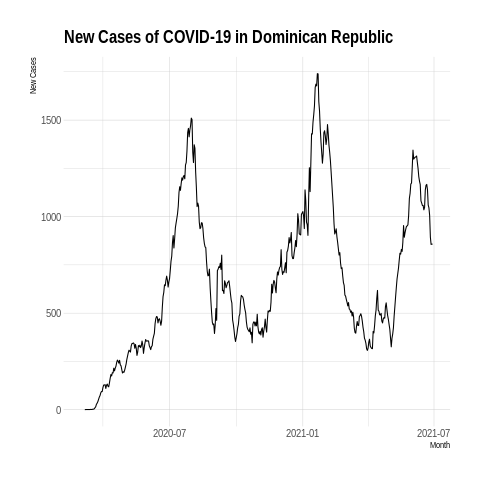 New Cases of COVID-19 in Dominican Republic
New Cases
1500
1000
500
0
2020-07
2021-01
2021-07
Month